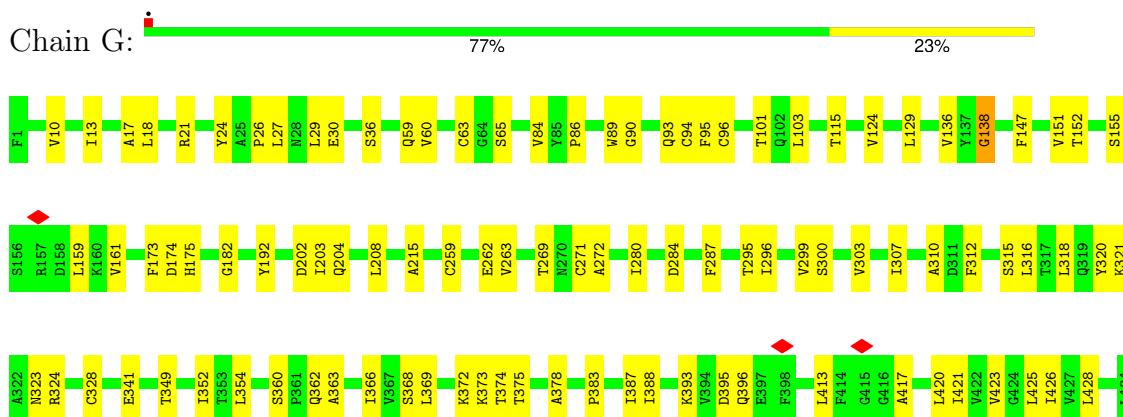 Chain G:
77% 23%
F1 V10 I13 A17 L18 R21 Y24 A25 P26 L27 N28 L29 E30 S36 Q59 V60 C63 G64 S65 V84 Y85 P86 W89 G90 Q93 C94 F95 C96 T101 Q102 L103 T115 V124 L129 V136 Y137 G138 F147 V151 T152 S155
S156 R157 D158 L159 K160 V161 F173 D174 H175 G182 Y192 D202 I203 Q204 L208 A215 C259 E262 V263 T269 N270 C271 A272 I280 D284 F287 T295 I296 V299 S300 V303 I307 A310 D311 F312 S315 L316 T317 L318 Q319 Y320 K321
A322 N323 R324 C328 E341 T349 I352 T353 L354 S360 P361 Q362 A363 I366 V367 S368 L369 K372 K373 T374 T375 A378 P383 I387 I388 K393 V394 D395 Q396 E397 F398 L413 F414 G415 G416 A417 L420 I421 V422 V423 G424 L425 I426 V427 L428